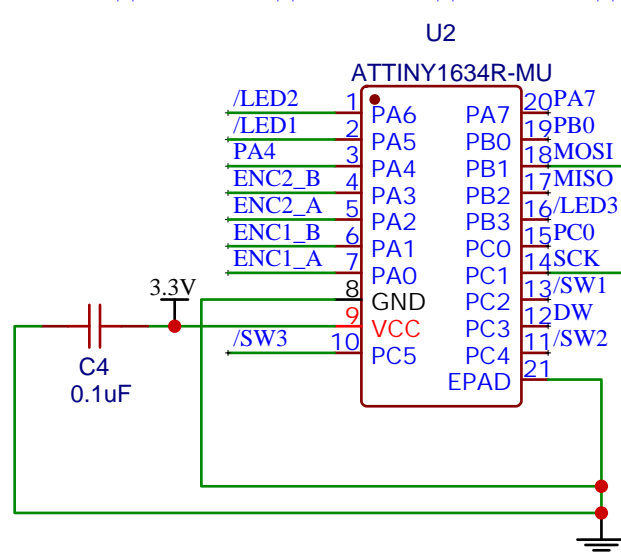 U2
ATTINY1634R-MU
/LED2 1 PA6 PA7 20 PA7
/LED1 2 PA5 PB0 19 PB0
PA4 3 PA4 PB1 18 MOSI
ENC2_B 4 PA3 PB2 17 MISO
ENC2_A 5 PA2 PB3 16 /LED3
ENC1_B 6 PA1 PC0 15 PC0
ENC1_A 7 PA0 PC1 14 SCK
3.3V 8 GND PC2 13 /SW1
9 VCC PC3 12 DW
/SW3 10 PC5 PC4 11 /SW2
C4 EPAD 21
0.1uF